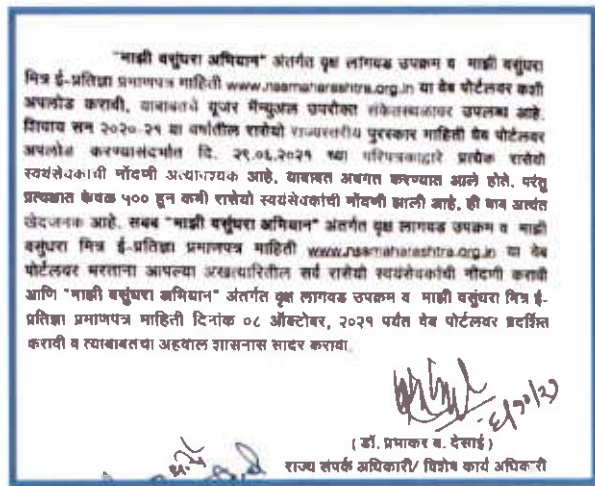 "माझी वसुंधरा अभियान" अंतर्गत वृक्ष लागवड उपक्रम व माझी वसुंधरा
मित्र ई-प्रतिज्ञा प्रमाणपत्र माहिती www.nssmaharashtra.org.in या वेब पोर्टलवर कशी
अपलोड करावी, याबाबतचे यूजर मॅन्युअल उपरोक्त संकेतस्थळावर उपलब्ध आहे.
शिवाय सन २०२०-२१ या वर्षातील रासेयो राज्यस्तरीय पुरस्कार माहिती वेब पोर्टलवर
अपलोड करण्यासंदर्भात दि. २९.०६.२०२१ च्या परिपत्रकाद्वारे प्रत्येक रासेयो
स्वयंसेवकाची नोंदणी अत्यावश्यक आहे, याबाबत अवगत करण्यात आले होते. परंतु
प्रत्यक्षात केवळ ५०० हून कमी रासेयो स्वयंसेवकांची नोंदणी झाली आहे, ही बाब अत्यंत
खेदजनक आहे. सबब "माझी वसुंधरा अभियान" अंतर्गत वृक्ष लागवड उपक्रम व माझी
वसुंधरा मित्र ई-प्रतिज्ञा प्रमाणपत्र माहिती www.nssmaharashtra.org.in या वेब
पोर्टलवर भरताना आपल्या अखत्यारितील सर्व रासेयो स्वयंसेवकांची नोंदणी करावी
आणि "माझी वसुंधरा अभियान" अंतर्गत वृक्ष लागवड उपक्रम व माझी वसुंधरा मित्र ई-
प्रतिज्ञा प्रमाणपत्र माहिती दिनांक ०८ ऑक्टोबर, २०२१ पर्यंत वेब पोर्टलवर प्रदर्शित
करावी व त्याबाबतचा अहवाल शासनास सादर करावा.
(डॉ. प्रभाकर ब. देसाई)
राज्य संपर्क अधिकारी/ विशेष कार्य अधिकारी